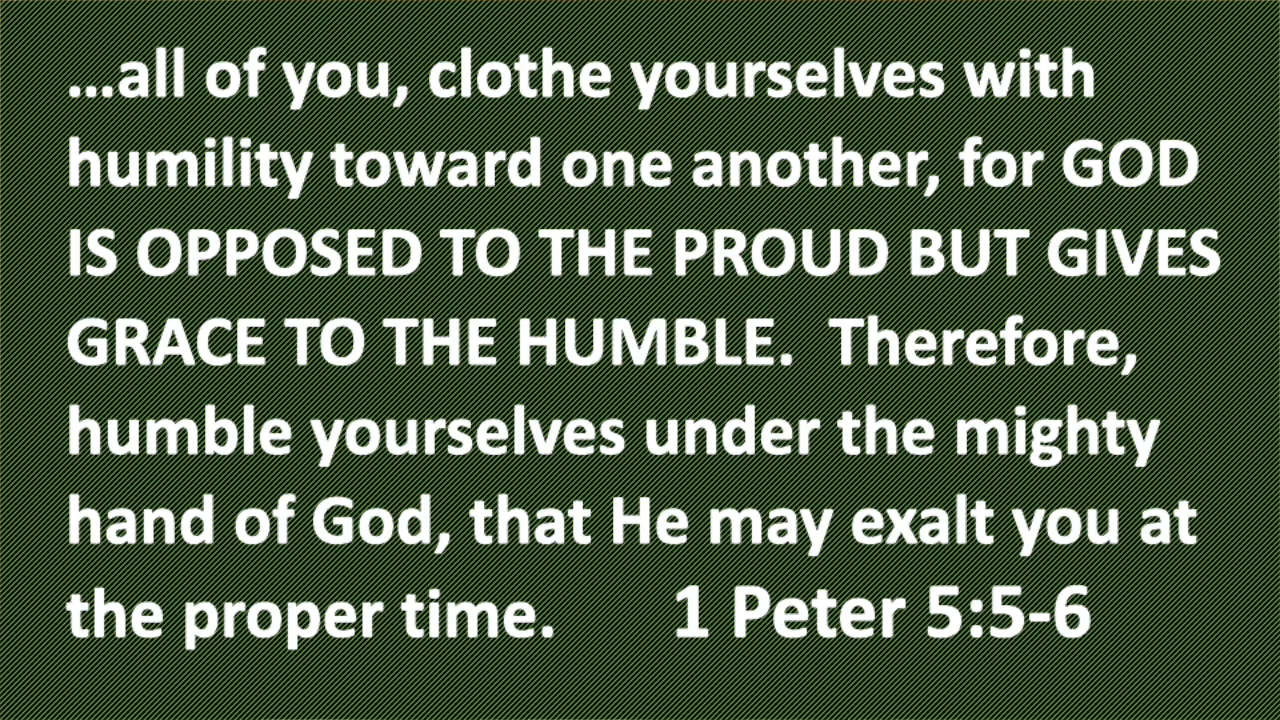 ...all of you, clothe yourselves with
humility toward one another, for GOD
IS OPPOSED TO THE PROUD BUT GIVES
GRACE TO THE HUMBLE.  Therefore,
humble yourselves under the mighty
hand of God, that He may exalt you at
the proper time.      1 Peter 5:5-6